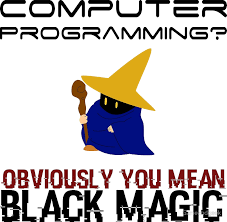 COMPUTER
PROGRAMMING?
OBVIOUSLY YOU MEAN
BLACK MAGIC